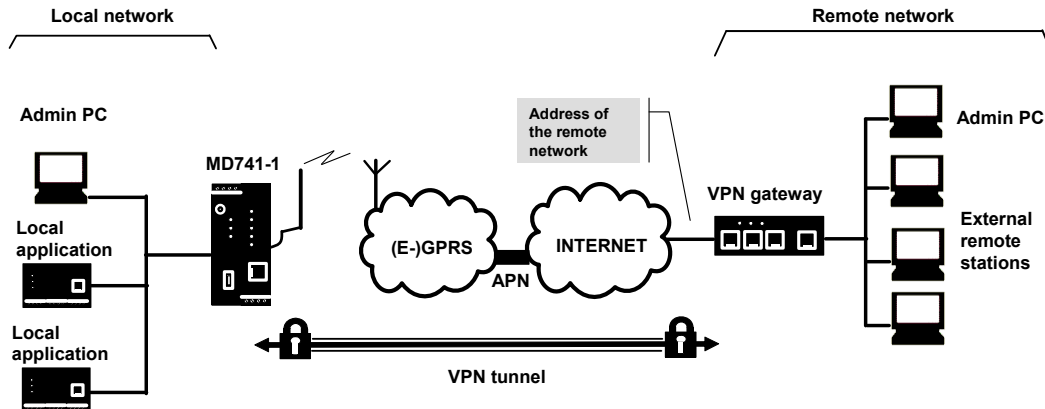 Local network
Remote network
Admin PC
MD741-1
Address of
the remote
network
Admin PC
VPN gateway
Local
application
(E-)GPRS
INTERNET
APN
External
remote
stations
Local
application
VPN tunnel